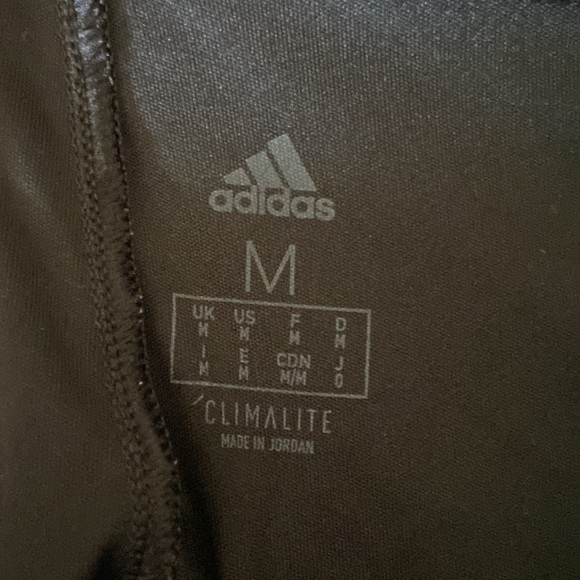 adidas
M
UK US F D
M M M M
I E CDN J
M M M/M O
CLIMALITE
MADE IN JORDAN